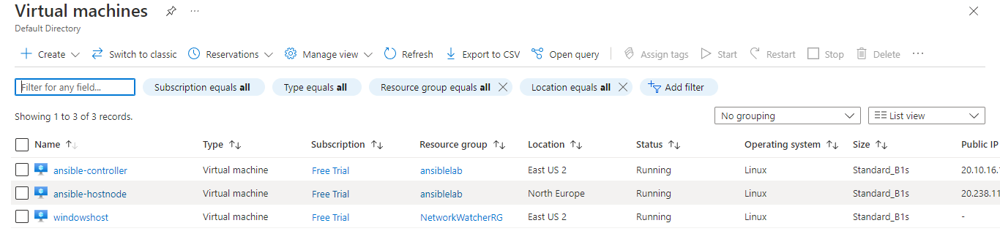 Virtual machines ...
Default Directory
Create Switch to classic Reservations Manage view Refresh Export to CSV Open query Assign tags Start Restart Stop Delete ...
Filter for any field... Subscription equals all Type equals all Resource group equals all Location equals all Add filter
Showing 1 to 3 of 3 records. No grouping List view
Name Type Subscription Resource group Location Status Operating system Size Public IP
ansible-controller Virtual machine Free Trial ansiblelab East US 2 Running Linux Standard_B1s 20.10.16.
ansible-hostnode Virtual machine Free Trial ansiblelab North Europe Running Linux Standard_B1s 20.238.11
windowshost Virtual machine Free Trial NetworkWatcherRG East US 2 Running Linux Standard_B1s -